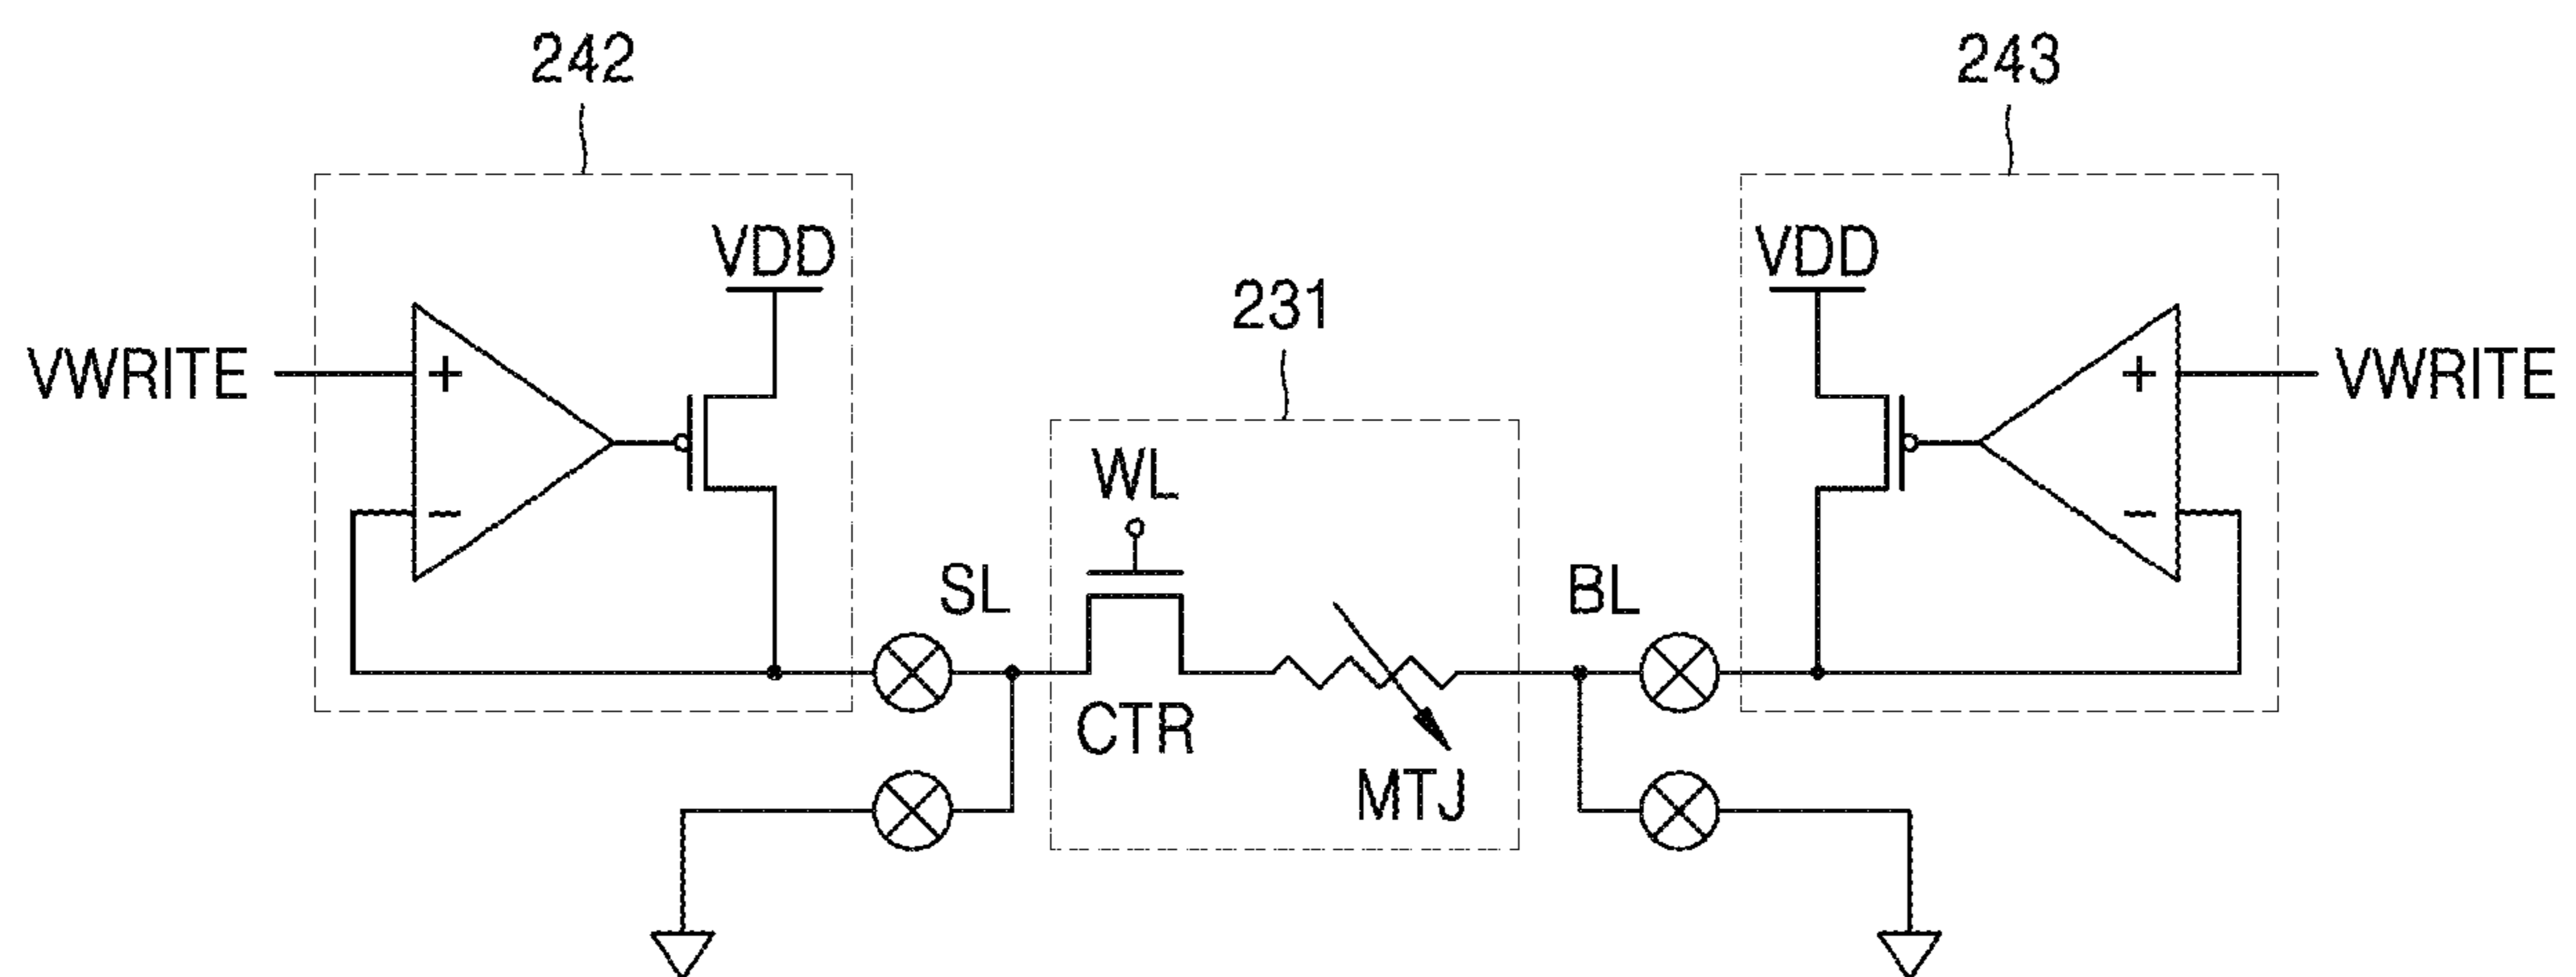 242
243
VDD
VDD
231
VWRITE
+
+
VWRITE
WL
−
−
SL
BL
CTR
MTJ